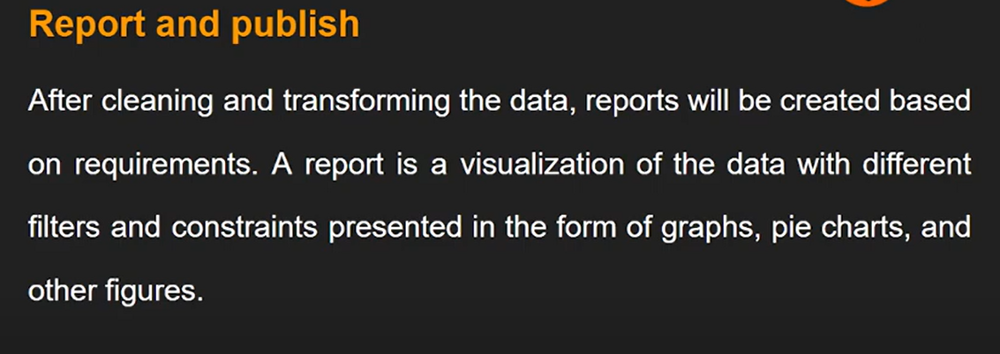 Report and publish
After cleaning and transforming the data, reports will be created based
on requirements. A report is a visualization of the data with different
filters and constraints presented in the form of graphs, pie charts, and
other figures.